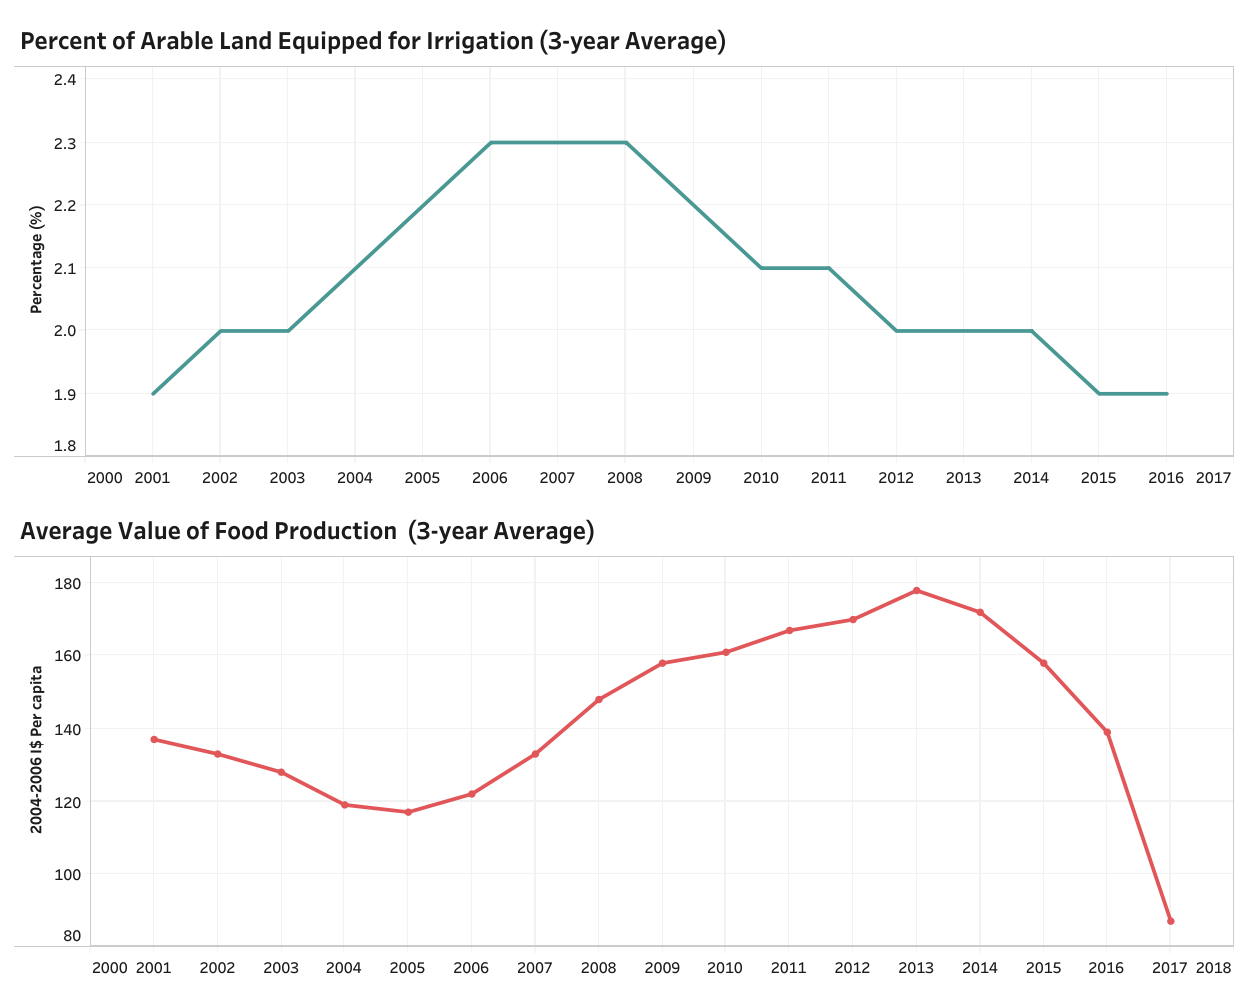 Percent of Arable Land Equipped for Irrigation (3-year Average)
2.4
2.3
2.2
2.1
2.0
1.9
1.8
Percentage (%)
2000 2001 2002 2003 2004 2005 2006 2007 2008 2009 2010 2011 2012 2013 2014 2015 2016 2017
Average Value of Food Production (3-year Average)
180
160
140
120
100
80
2004-2006 I$ Per capita
2000 2001 2002 2003 2004 2005 2006 2007 2008 2009 2010 2011 2012 2013 2014 2015 2016 2017 2018